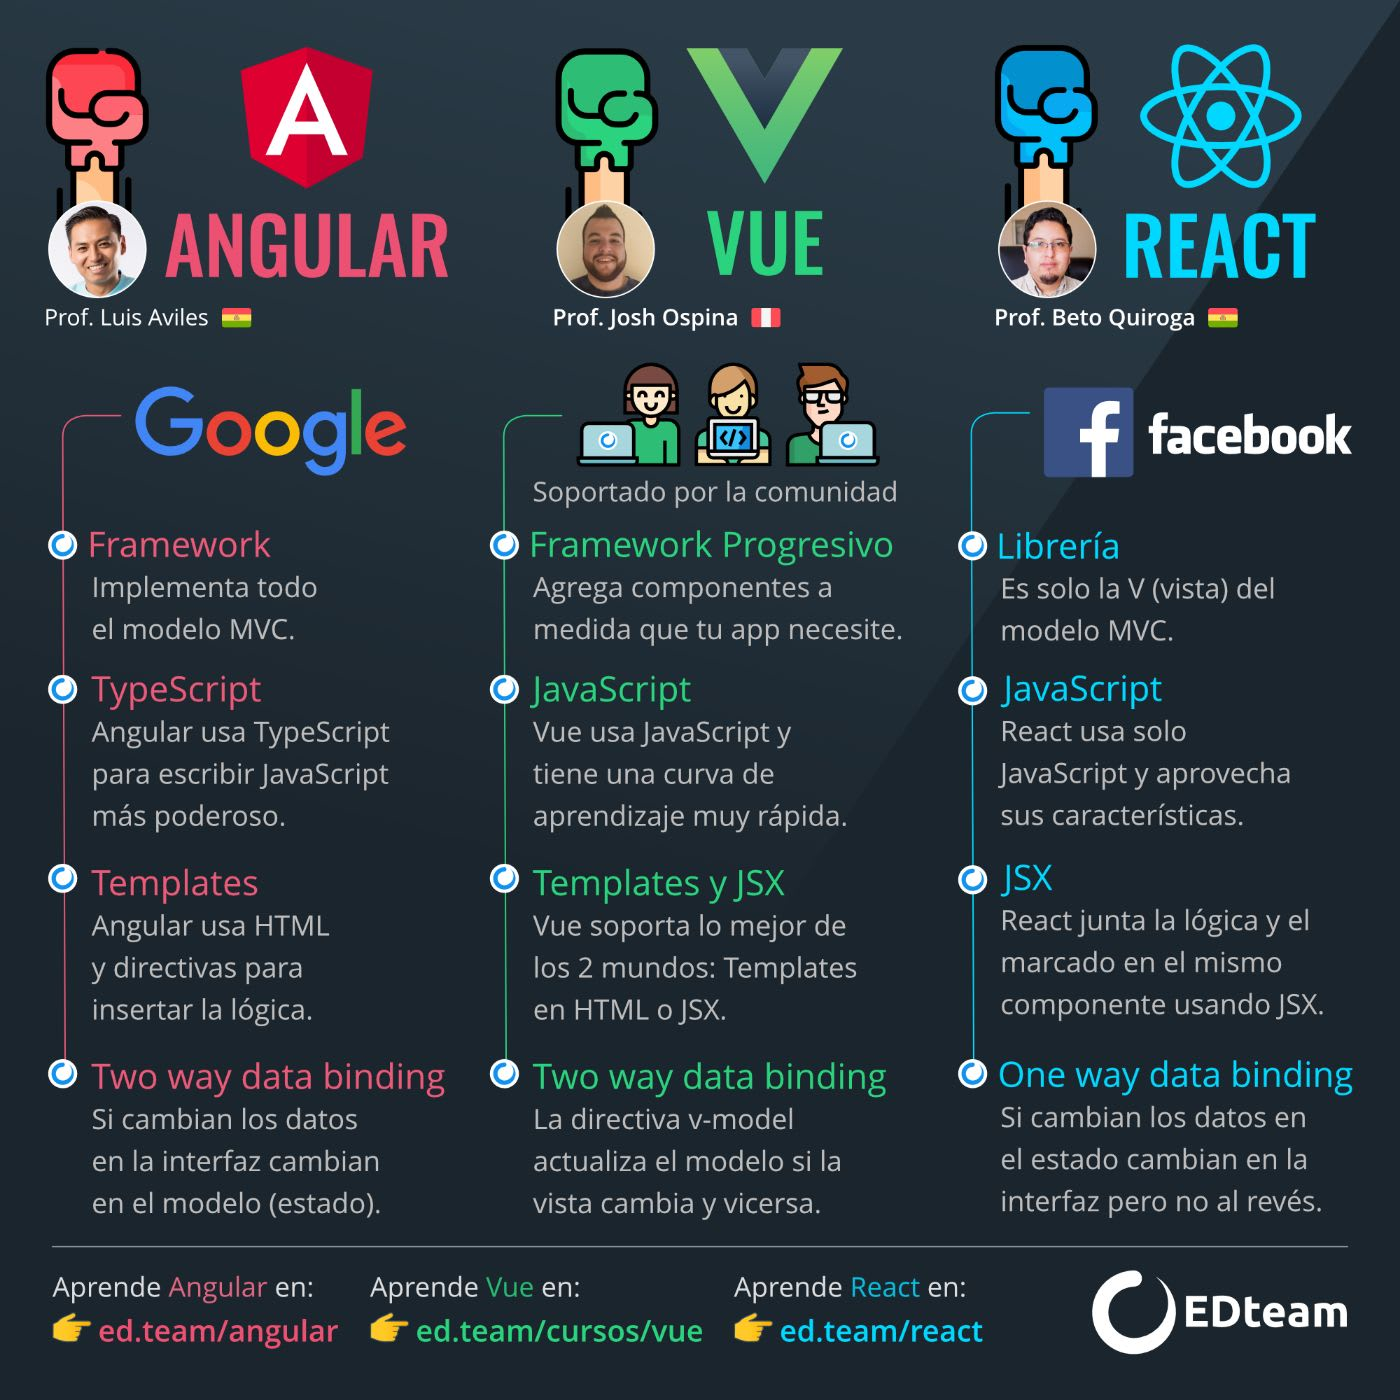 ANGULAR
Prof. Luis Aviles
Google
Framework
Implementa todo
el modelo MVC.
TypeScript
Angular usa TypeScript
para escribir JavaScript
más poderoso.
Templates
Angular usa HTML
y directivas para
insertar la lógica.
Two way data binding
Si cambian los datos
en la interfaz cambian
en el modelo (estado).
VUE
Prof. Josh Ospina
Soportado por la comunidad
Framework Progresivo
Agrega componentes a
medida que tu app necesite.
JavaScript
Vue usa JavaScript y
tiene una curva de
aprendizaje muy rápida.
Templates y JSX
Vue soporta lo mejor de
los 2 mundos: Templates
en HTML o JSX.
Two way data binding
La directiva v-model
actualiza el modelo si la
vista cambia y vicersa.
REACT
Prof. Beto Quiroga
facebook
Librería
Es solo la V (vista) del
modelo MVC.
JavaScript
React usa solo
JavaScript y aprovecha
sus características.
JSX
React junta la lógica y el
marcado en el mismo
componente usando JSX.
One way data binding
Si cambian los datos en
el estado cambian en la
interfaz pero no al revés.
Aprende Angular en:
ed.team/angular
Aprende Vue en:
ed.team/cursos/vue
Aprende React en:
ed.team/react
EDteam